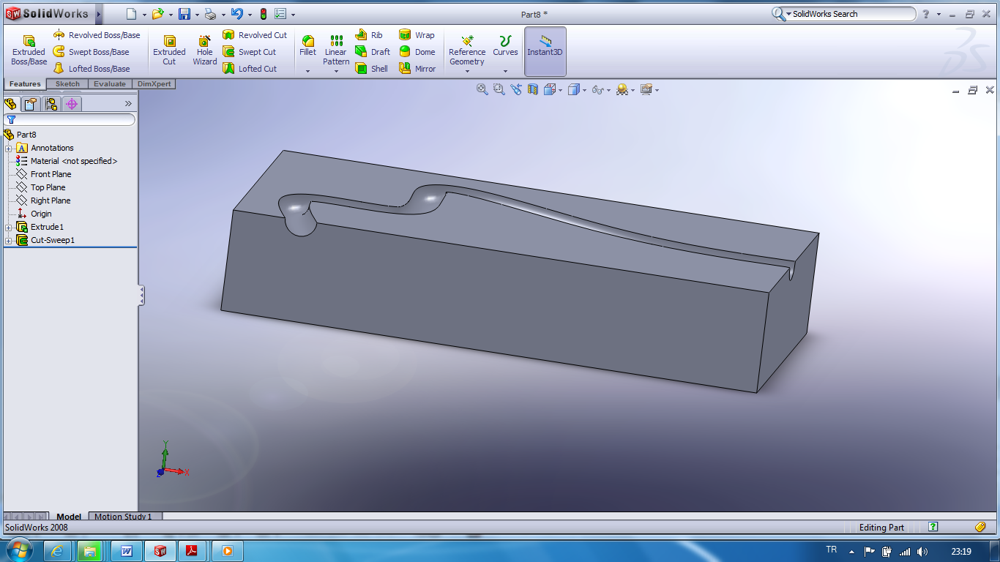 SolidWorks
Part8 *
SolidWorks Search
Extruded Boss/Base
Revolved Boss/Base
Swept Boss/Base
Lofted Boss/Base
Extruded Cut
Hole Wizard
Revolved Cut
Swept Cut
Lofted Cut
Fillet
Linear Pattern
Rib
Draft
Shell
Wrap
Dome
Mirror
Reference Geometry
Curves
Instant3D
Features
Sketch
Evaluate
DimXpert
Part8
Annotations
Material <not specified>
Front Plane
Top Plane
Right Plane
Origin
Extrude1
Cut-Sweep1
Y
X
Z
Model
Motion Study 1
SolidWorks 2008
Editing Part
TR
23:19